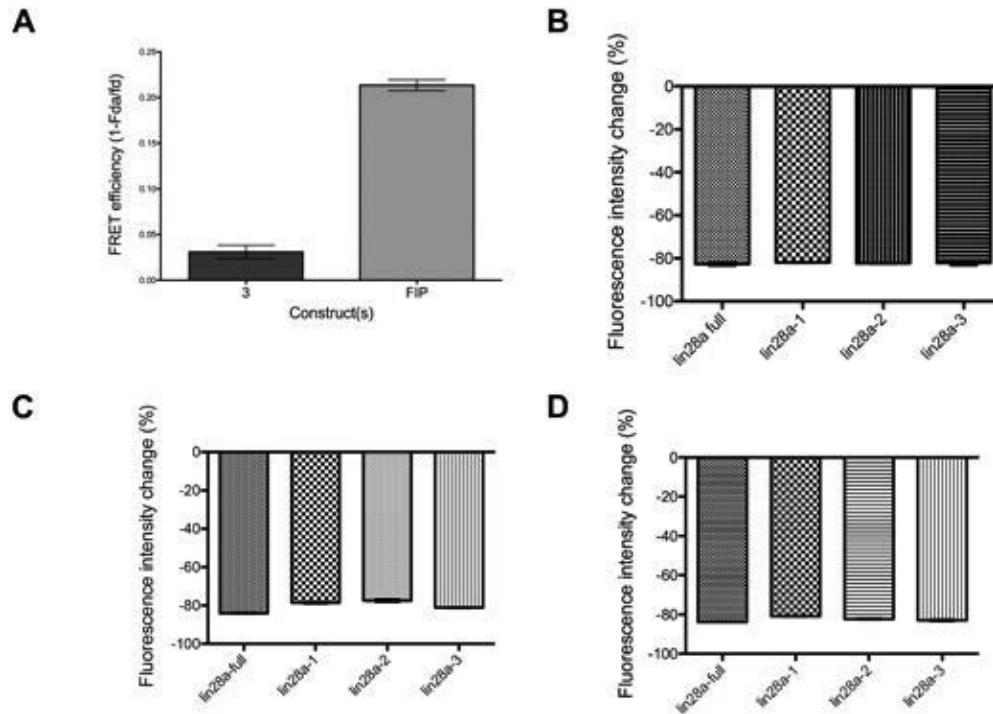 A
FRET efficiency (1-Fda/fd)
0.25
0.20
0.15
0.10
0.05
0.00
3
FIP
Construct(s)
B
Fluorescence intensity change (%)
0
-20
-40
-60
-80
-100
lin28a full
lin28a-1
lin28a-2
lin28a-3
C
Fluorescence intensity change (%)
0
-20
-40
-60
-80
-100
lin28a-full
lin28a-1
lin28a-2
lin28a-3
D
Fluorescence intensity change (%)
0
-20
-40
-60
-80
-100
lin28a-full
lin28a-1
lin28a-2
lin28a-3